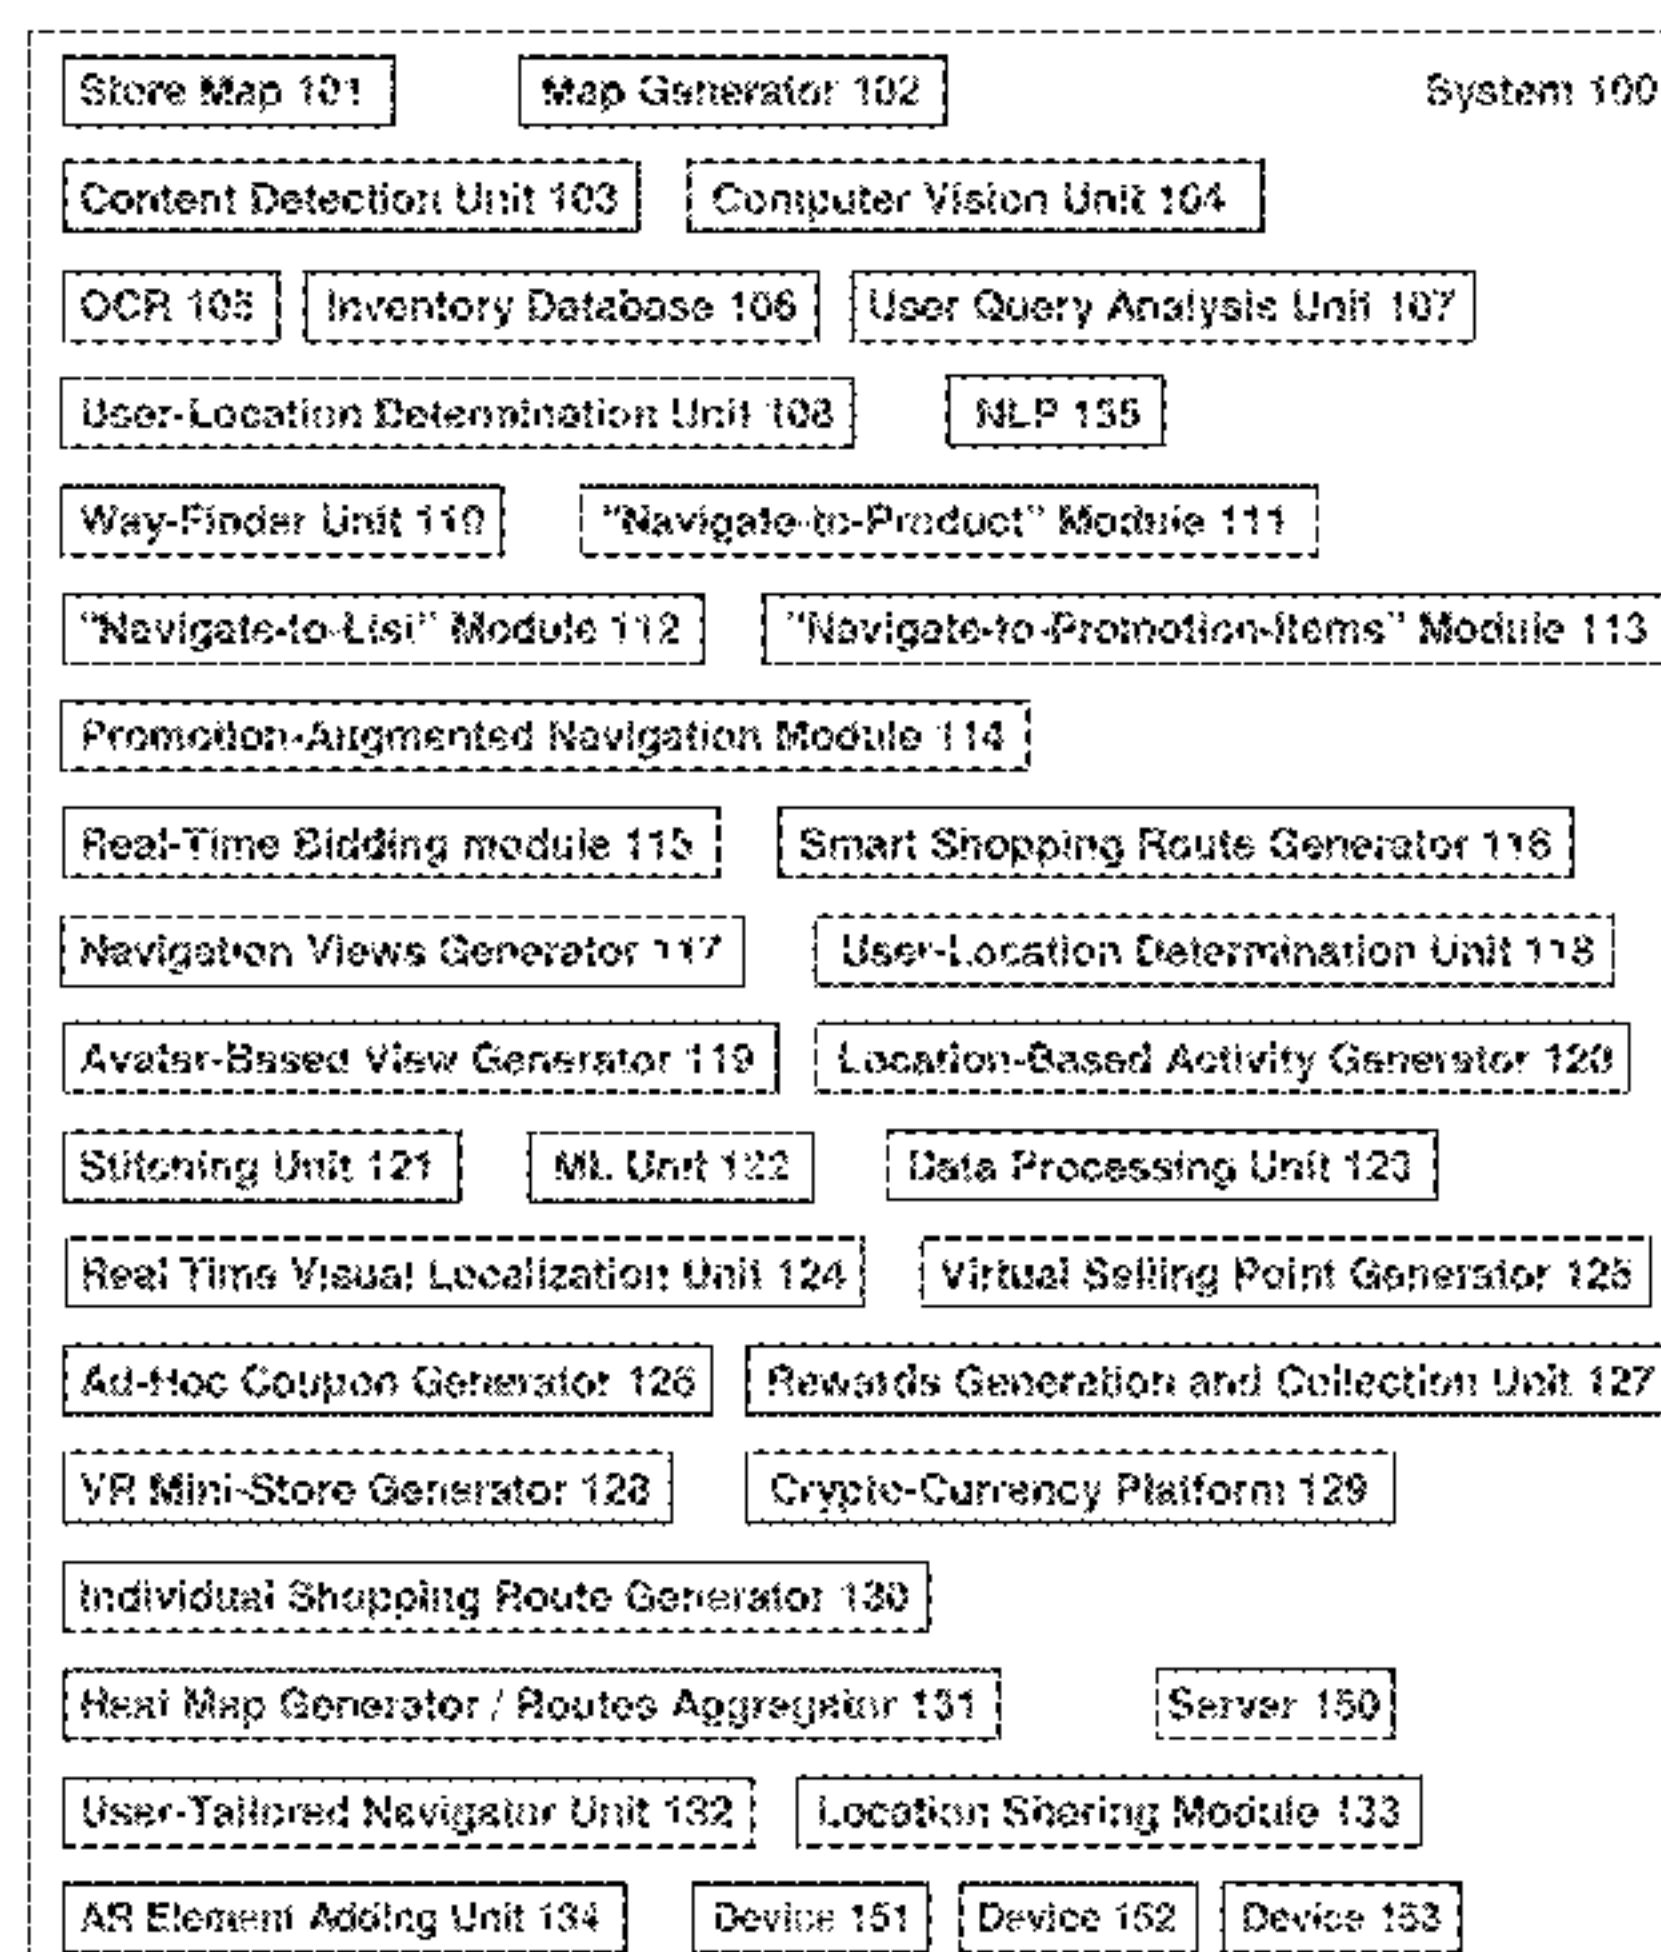 Store Map 101 Map Generator 102 System 100
Content Detection Unit 103 Computer Vision Unit 104
OCR 105 Inventory Database 106 User Query Analysis Unit 107
User-Location Determination Unit 108 NLP 135
Way-Finder Unit 110 "Navigate-to-Product" Module 111
"Navigate-to-List" Module 112 "Navigate-to-Promotion-Items" Module 113
Promotion-Augmented Navigation Module 114
Real-Time Bidding module 115 Smart Shopping Route Generator 116
Navigation Views Generator 117 User-Location Determination Unit 118
Avatar-Based View Generator 119 Location-Based Activity Generator 120
Stitching Unit 121 ML Unit 122 Data Processing Unit 123
Real Time Visual Localization Unit 124 Virtual Selling Point Generator 125
Ad-Hoc Coupon Generator 126 Rewards Generation and Collection Unit 127
VR Mini-Store Generator 128 Crypto-Currency Platform 129
Individual Shopping Route Generator 130
Heat Map Generator / Routes Aggregator 131 Server 150
User-Tailored Navigator Unit 132 Location Sharing Module 133
AR Element Adding Unit 134 Device 151 Device 152 Device 153